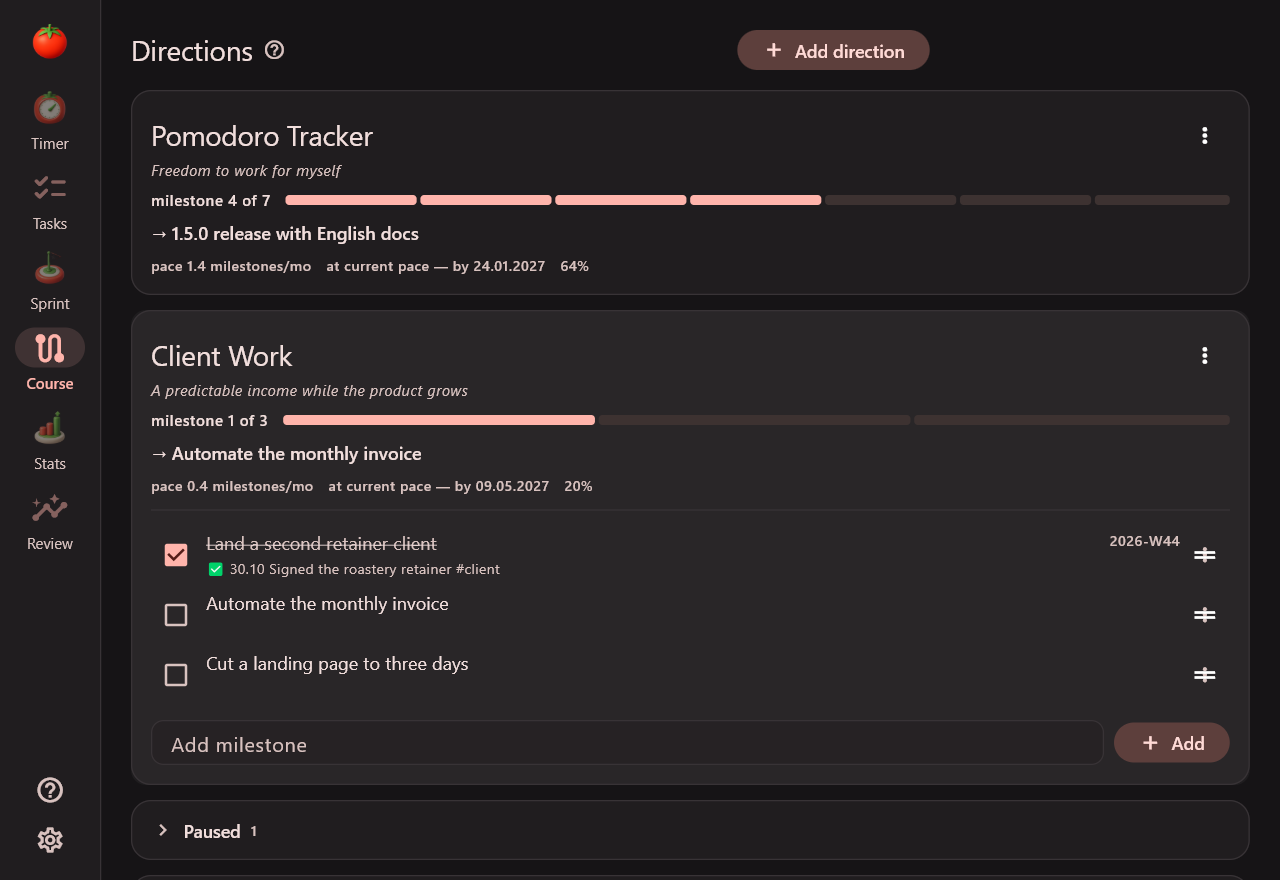 Directions
+ Add direction
Timer
Tasks
Sprint
Course
Stats
Review
Pomodoro Tracker
Freedom to work for myself
milestone 4 of 7
→ 1.5.0 release with English docs
pace 1.4 milestones/mo at current pace — by 24.01.2027 64%
Client Work
A predictable income while the product grows
milestone 1 of 3
→ Automate the monthly invoice
pace 0.4 milestones/mo at current pace — by 09.05.2027 20%
Land a second retainer client
2026-W44
✅ 30.10 Signed the roastery retainer #client
Automate the monthly invoice
Cut a landing page to three days
Add milestone
+ Add
Paused 1